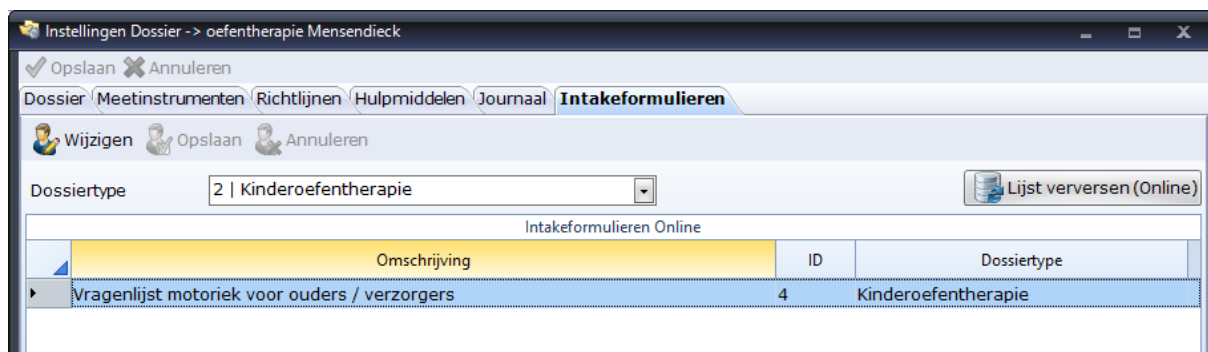 Instellingen Dossier -> oefentherapie Mensendieck
Opslaan Annuleren
Dossier Meetinstrumenten Richtlijnen Hulpmiddelen Journaal Intakeformulieren
Wijzigen Opslaan Annuleren
Dossiertype 2 | Kinderoefentherapie Lijst verversen (Online)
Intakeformulieren Online
Omschrijving ID Dossiertype
Vragenlijst motoriek voor ouders / verzorgers 4 Kinderoefentherapie